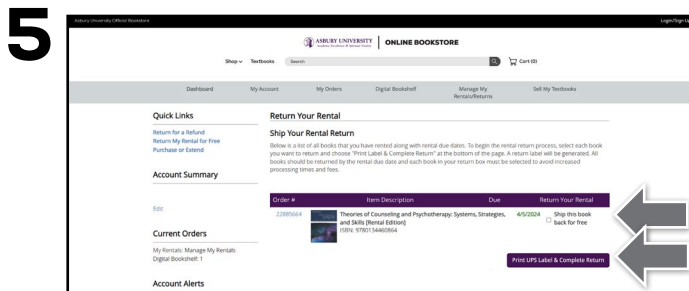 5
Asbury University Official Bookstore
Login/Sign Up
ASBURY UNIVERSITY
Academic Excellence & Spiritual Vitality
ONLINE BOOKSTORE
Shop Textbooks Search Cart (0)
Dashboard My Account My Orders Digital Bookshelf Manage My Rentals/Returns Sell My Textbooks
Quick Links
Return for a Refund
Return My Rental for Free
Purchase or Extend
Account Summary
Edit
Current Orders
My Rentals: Manage My Rentals
Digital Bookshelf: 1
Account Alerts
Return Your Rental
Ship Your Rental Return
Below is a list of all books that you have rented along with rental due dates. To begin the rental return process, select each book
you want to return and choose "Print Label & Complete Return" at the bottom of the page. A return label will be generated. All
books should be returned by the rental due date and each book in your return box must be selected to avoid increased
processing times and fees.
Order # Item Description Due Return Your Rental
22885664 Theories of Counseling and Psychotherapy: Systems, Strategies, 4/5/2024 Ship this book
and Skills [Rental Edition] back for free
ISBN: 9780134460864
Print UPS Label & Complete Return